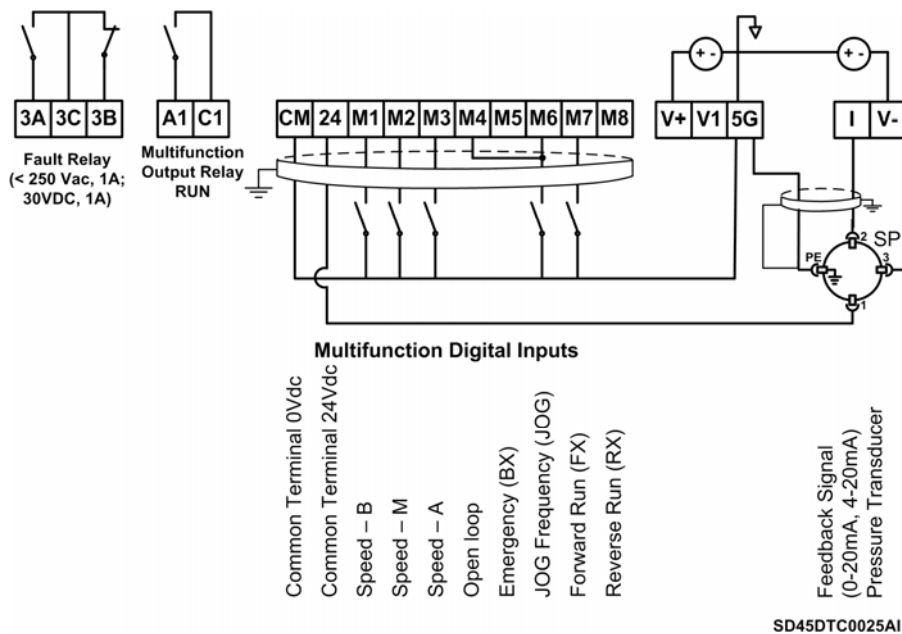 3A 3C 3B
A1 C1
CM 24 M1 M2 M3 M4 M5 M6 M7 M8
V+ V1 5G
I V-
+ -
+ -
Fault Relay
(< 250 Vac, 1A;
30VDC, 1A)
Multifunction
Output Relay
RUN
2
SP
PE
3
1
Multifunction Digital Inputs
Common Terminal 0Vdc
Common Terminal 24Vdc
Speed – B
Speed – M
Speed – A
Open loop
Emergency (BX)
JOG Frequency (JOG)
Forward Run (FX)
Reverse Run (RX)
Feedback Signal
(0-20mA, 4-20mA)
Pressure Transducer
SD45DTC0025AI